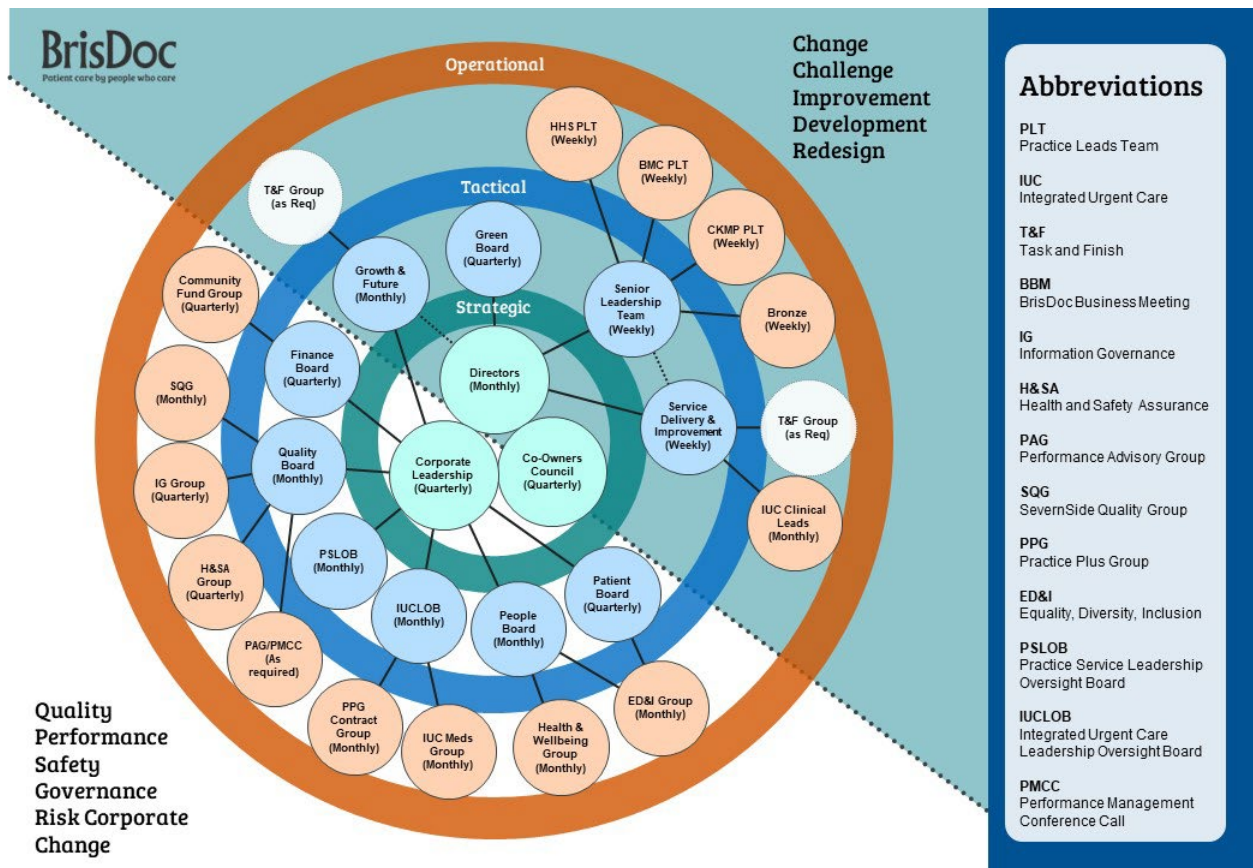 BrisDoc
Patient care by people who care
Operational
Change
Challenge
Improvement
Development
Redesign
HHS PLT
(Weekly)
BMC PLT
(Weekly)
CKMP PLT
(Weekly)
Bronze
(Weekly)
T&F Group
(as Req)
Tactical
Green
Board
(Quarterly)
Growth &
Future
(Monthly)
Senior
Leadership
Team
(Weekly)
Community
Fund Group
(Quarterly)
Strategic
Finance
Board
(Quarterly)
Directors
(Monthly)
SQG
(Monthly)
Service
Delivery &
Improvement
(Weekly)
T&F Group
(as Req)
Quality
Board
(Monthly)
Corporate
Leadership
(Quarterly)
Co-Owners
Council
(Quarterly)
IG Group
(Quarterly)
IUC Clinical
Leads
(Monthly)
PSLOB
(Monthly)
H&SA
Group
(Quarterly)
IUCLOB
(Monthly)
People
Board
(Monthly)
Patient
Board
(Quarterly)
PAG/PMCC
(As
required)
PPG
Contract
Group
(Monthly)
IUC Meds
Group
(Monthly)
Health &
Wellbeing
Group
(Monthly)
ED&I Group
(Monthly)
Quality
Performance
Safety
Governance
Risk Corporate
Change
Abbreviations
PLT
Practice Leads Team
IUC
Integrated Urgent Care
T&F
Task and Finish
BBM
BrisDoc Business Meeting
IG
Information Governance
H&SA
Health and Safety Assurance
PAG
Performance Advisory Group
SQG
SevernSide Quality Group
PPG
Practice Plus Group
ED&I
Equality, Diversity, Inclusion
PSLOB
Practice Service Leadership
Oversight Board
IUCLOB
Integrated Urgent Care
Leadership Oversight Board
PMCC
Performance Management
Conference Call